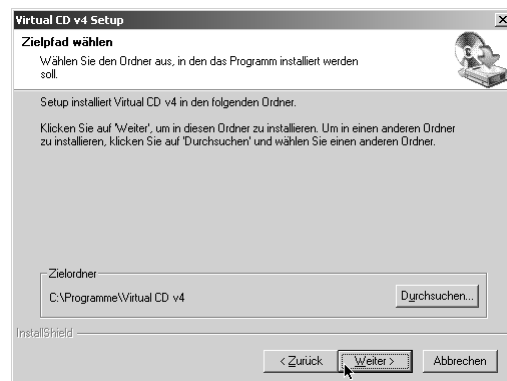 Virtual CD v4 Setup
Zielpfad wählen
Wählen Sie den Ordner aus, in den das Programm installiert werden
soll.
Setup installiert Virtual CD v4 in den folgenden Ordner.
Klicken Sie auf 'Weiter', um in diesen Ordner zu installieren. Um in einen anderen Ordner
zu installieren, klicken Sie auf 'Durchsuchen' und wählen Sie einen anderen Ordner.
Zielordner
C:\Programme\Virtual CD v4
Durchsuchen...
InstallShield
< Zurück
Weiter >
Abbrechen